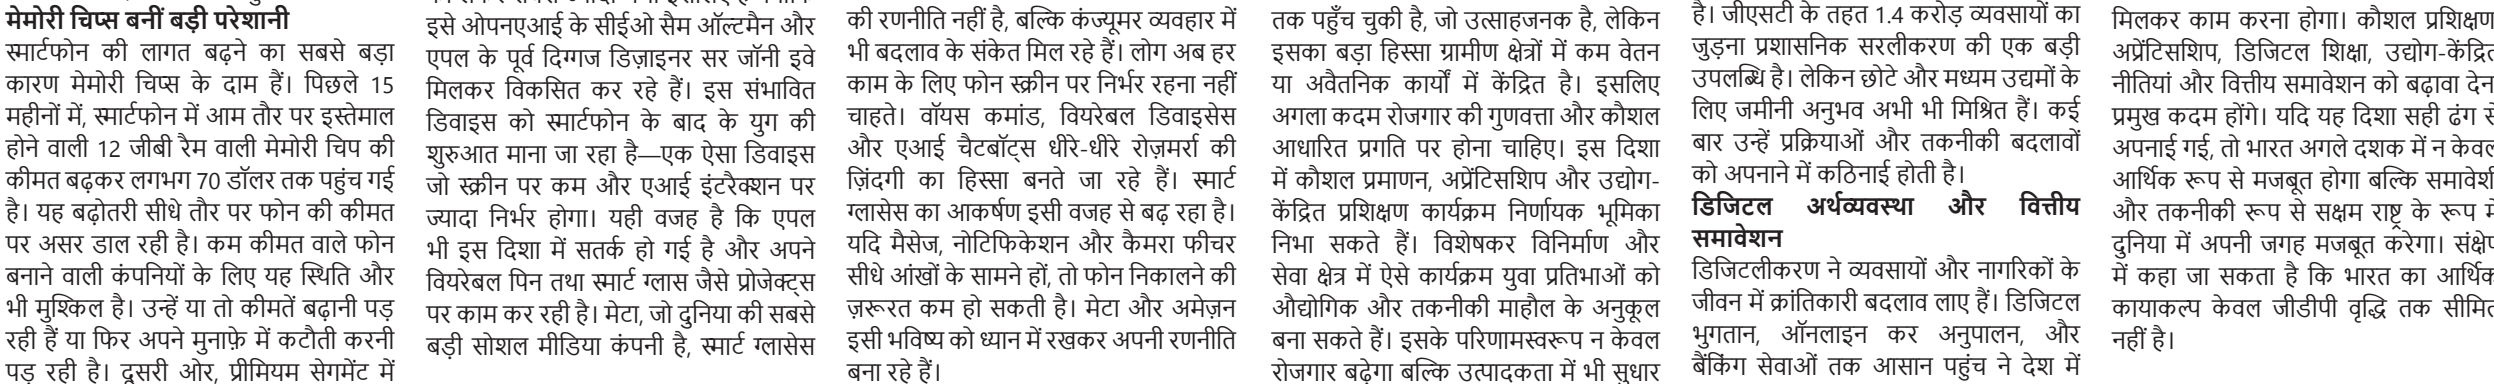 मेमोरी चिप्स बनीं बड़ी परेशानी
स्मार्टफोन की लागत बढ़ने का सबसे बड़ा
कारण मेमोरी चिप्स के दाम हैं। पिछले 15
महीनों में, स्मार्टफोन में आम तौर पर इस्तेमाल
होने वाली 12 जीबी रैम वाली मेमोरी चिप की
कीमत बढ़कर लगभग 70 डॉलर तक पहुंच गई
है। यह बढ़ोतरी सीधे तौर पर फोन की कीमत
पर असर डाल रही है। कम कीमत वाले फोन
बनाने वाली कंपनियों के लिए यह स्थिति और
भी मुश्किल है। उन्हें या तो कीमतें बढ़ानी पड़
रही हैं या फिर अपने मुनाफ़े में कटौती करनी
पड़ रही है। दूसरी ओर, प्रीमियम सेगमेंट में
इसे ओपनएआई के सीईओ सैम ऑल्टमैन और
एपल के पूर्व दिग्गज डिज़ाइनर सर जॉनी इवे
मिलकर विकसित कर रहे हैं। इस संभावित
डिवाइस को स्मार्टफोन के बाद के युग की
शुरुआत माना जा रहा है—एक ऐसा डिवाइस
जो स्क्रीन पर कम और एआई इंटरैक्शन पर
ज्यादा निर्भर होगा। यही वजह है कि एपल
भी इस दिशा में सतर्क हो गई है और अपने
वियरेबल पिन तथा स्मार्ट ग्लास जैसे प्रोजेक्ट्स
पर काम कर रही है। मेटा, जो दुनिया की सबसे
बड़ी सोशल मीडिया कंपनी है, स्मार्ट ग्लासेस
की रणनीति नहीं है, बल्कि कंज्यूमर व्यवहार में
भी बदलाव के संकेत मिल रहे हैं। लोग अब हर
काम के लिए फोन स्क्रीन पर निर्भर रहना नहीं
चाहते। वॉयस कमांड, वियरेबल डिवाइसेस
और एआई चैटबॉट्स धीरे-धीरे रोज़मर्रा की
ज़िंदगी का हिस्सा बनते जा रहे हैं। स्मार्ट
ग्लासेस का आकर्षण इसी वजह से बढ़ रहा है।
यदि मैसेज, नोटिफिकेशन और कैमरा फीचर
सीधे आंखों के सामने हों, तो फोन निकालने की
ज़रूरत कम हो सकती है। मेटा और अमेज़न
इसी भविष्य को ध्यान में रखकर अपनी रणनीति
बना रहे हैं।
तक पहुँच चुकी है, जो उत्साहजनक है, लेकिन
इसका बड़ा हिस्सा ग्रामीण क्षेत्रों में कम वेतन
या अवैतनिक कार्यों में केंद्रित है। इसलिए
अगला कदम रोजगार की गुणवत्ता और कौशल
आधारित प्रगति पर होना चाहिए। इस दिशा
में कौशल प्रमाणन, अप्रेंटिसशिप और उद्योग-
केंद्रित प्रशिक्षण कार्यक्रम निर्णायक भूमिका
निभा सकते हैं। विशेषकर विनिर्माण और
सेवा क्षेत्र में ऐसे कार्यक्रम युवा प्रतिभाओं को
औद्योगिक और तकनीकी माहौल के अनुकूल
बना सकते हैं। इसके परिणामस्वरूप न केवल
रोजगार बढ़ेगा बल्कि उत्पादकता में भी सुधार
है। जीएसटी के तहत 1.4 करोड़ व्यवसायों का
जुड़ना प्रशासनिक सरलीकरण की एक बड़ी
उपलब्धि है। लेकिन छोटे और मध्यम उद्यमों के
लिए जमीनी अनुभव अभी भी मिश्रित हैं। कई
बार उन्हें प्रक्रियाओं और तकनीकी बदलावों
को अपनाने में कठिनाई होती है।
डिजिटल अर्थव्यवस्था और वित्तीय
समावेशन
डिजिटलीकरण ने व्यवसायों और नागरिकों के
जीवन में क्रांतिकारी बदलाव लाए हैं। डिजिटल
भुगतान, ऑनलाइन कर अनुपालन, और
बैंकिंग सेवाओं तक आसान पहुंच ने देश में
मिलकर काम करना होगा। कौशल प्रशिक्षण
अप्रेंटिसशिप, डिजिटल शिक्षा, उद्योग-केंद्रित
नीतियां और वित्तीय समावेशन को बढ़ावा देन
प्रमुख कदम होंगे। यदि यह दिशा सही ढंग से
अपनाई गई, तो भारत अगले दशक में न केवल
आर्थिक रूप से मजबूत होगा बल्कि समावेशी
और तकनीकी रूप से सक्षम राष्ट्र के रूप में
दुनिया में अपनी जगह मजबूत करेगा। संक्षेप
में कहा जा सकता है कि भारत का आर्थिक
कायाकल्प केवल जीडीपी वृद्धि तक सीमित
नहीं है।